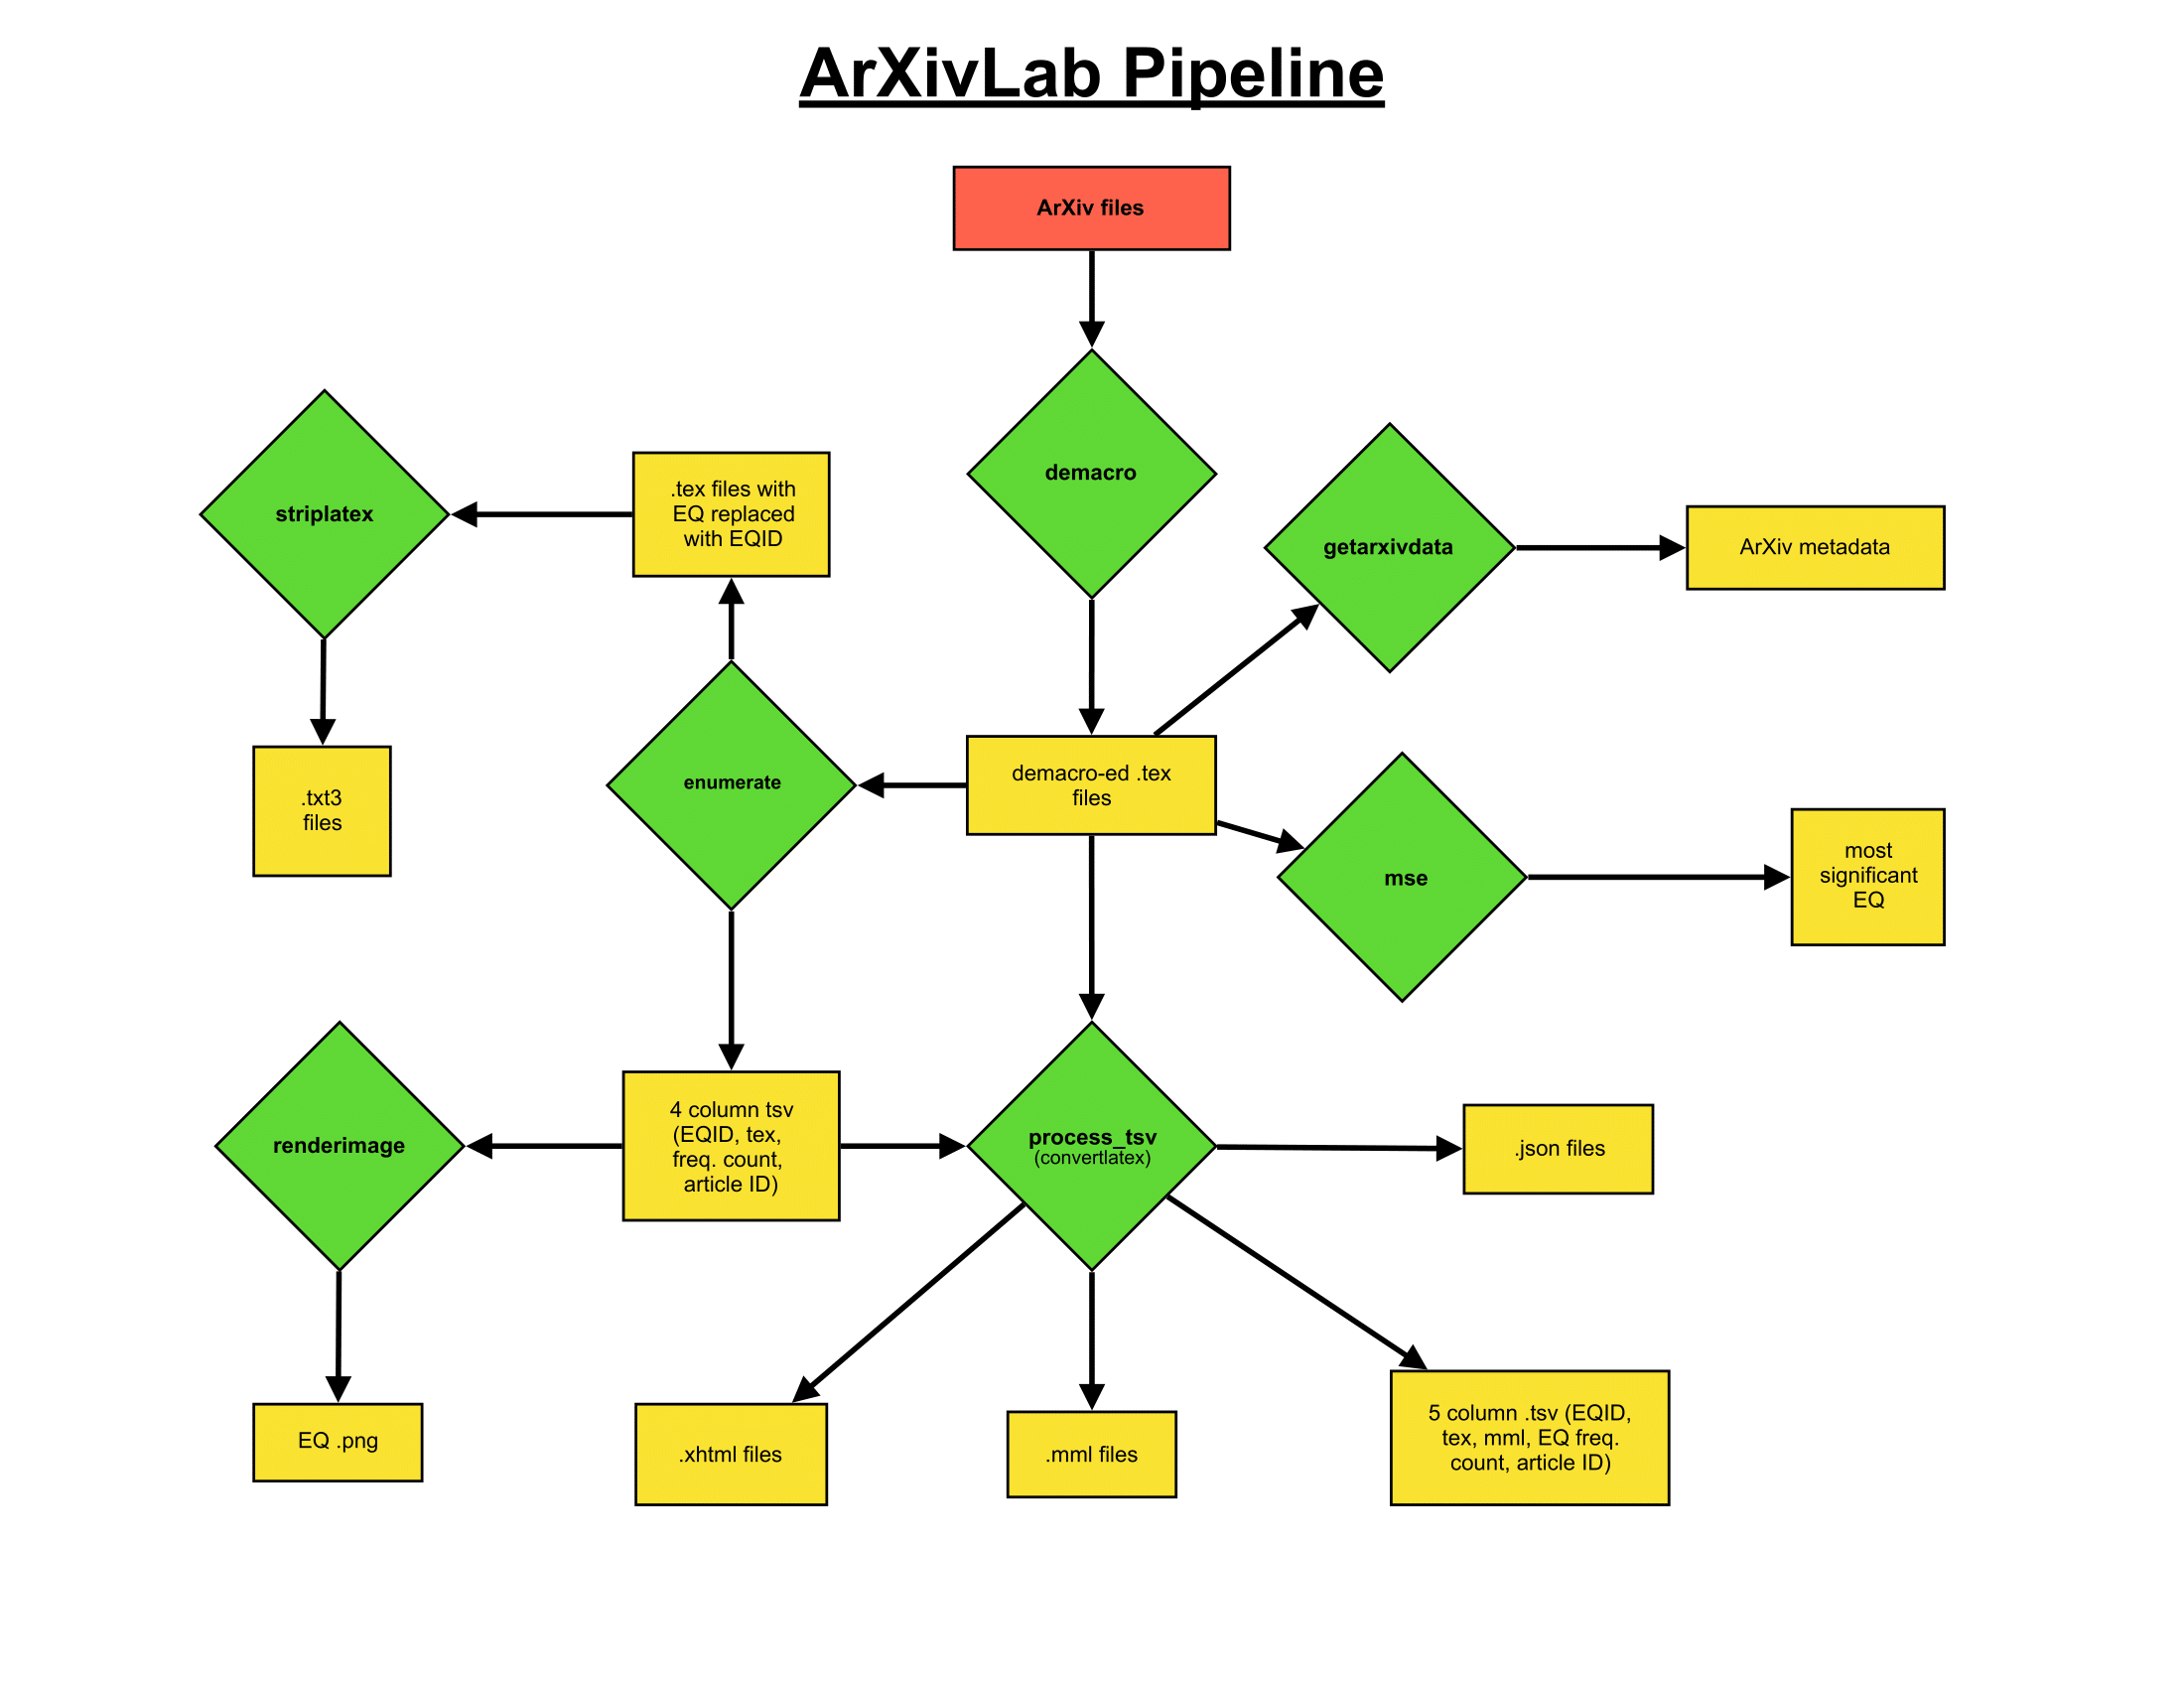 ArXivLab Pipeline
ArXiv files
demacro
striplatex
.tex files with
EQ replaced
with EQID
getarxivdata
ArXiv metadata
.txt3
files
enumerate
demacro-ed .tex
files
mse
most
significant
EQ
renderimage
4 column tsv
(EQID, tex,
freq. count,
article ID)
process_tsv
(convertlatex)
.json files
EQ .png
.xhtml files
.mml files
5 column .tsv (EQID,
tex, mml, EQ freq.
count, article ID)